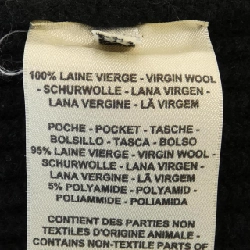 100% LAINE VIERGE - VIRGIN WOOL
- SCHURWOLLE - LANA VIRGEN -
LANA VERGINE - LÃ VIRGEM
POCHE - POCKET - TASCHE -
BOLSILLO - TASCA - BOLSO
95% LAINE VIERGE - VIRGIN WOOL
- SCHURWOLLE - LANA VIRGEN -
LANA VERGINE - LÃ VIRGEM
5% POLYAMIDE - POLYAMID -
POLIAMMIDE - POLIAMIDA
CONTIENT DES PARTIES NON
TEXTILES D'ORIGINE ANIMALE -
CONTAINS NON-TEXTILE PARTS OF